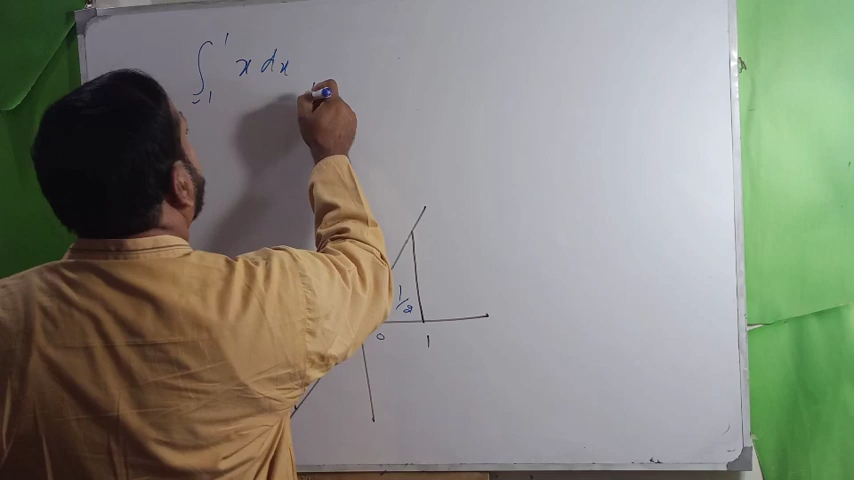 ∫₋₁¹ x dx
1/2
0 1